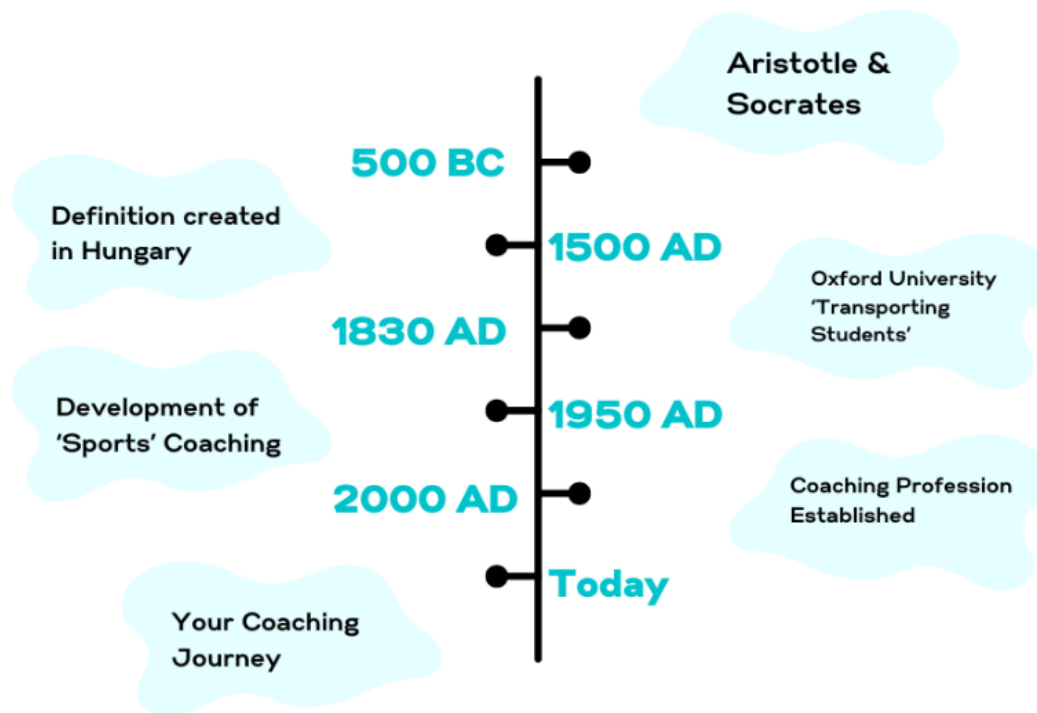 Aristotle &
Socrates
500 BC
Definition created
in Hungary
1500 AD
Oxford University
'Transporting
Students'
1830 AD
Development of
'Sports' Coaching
1950 AD
2000 AD
Coaching Profession
Established
Today
Your Coaching
Journey